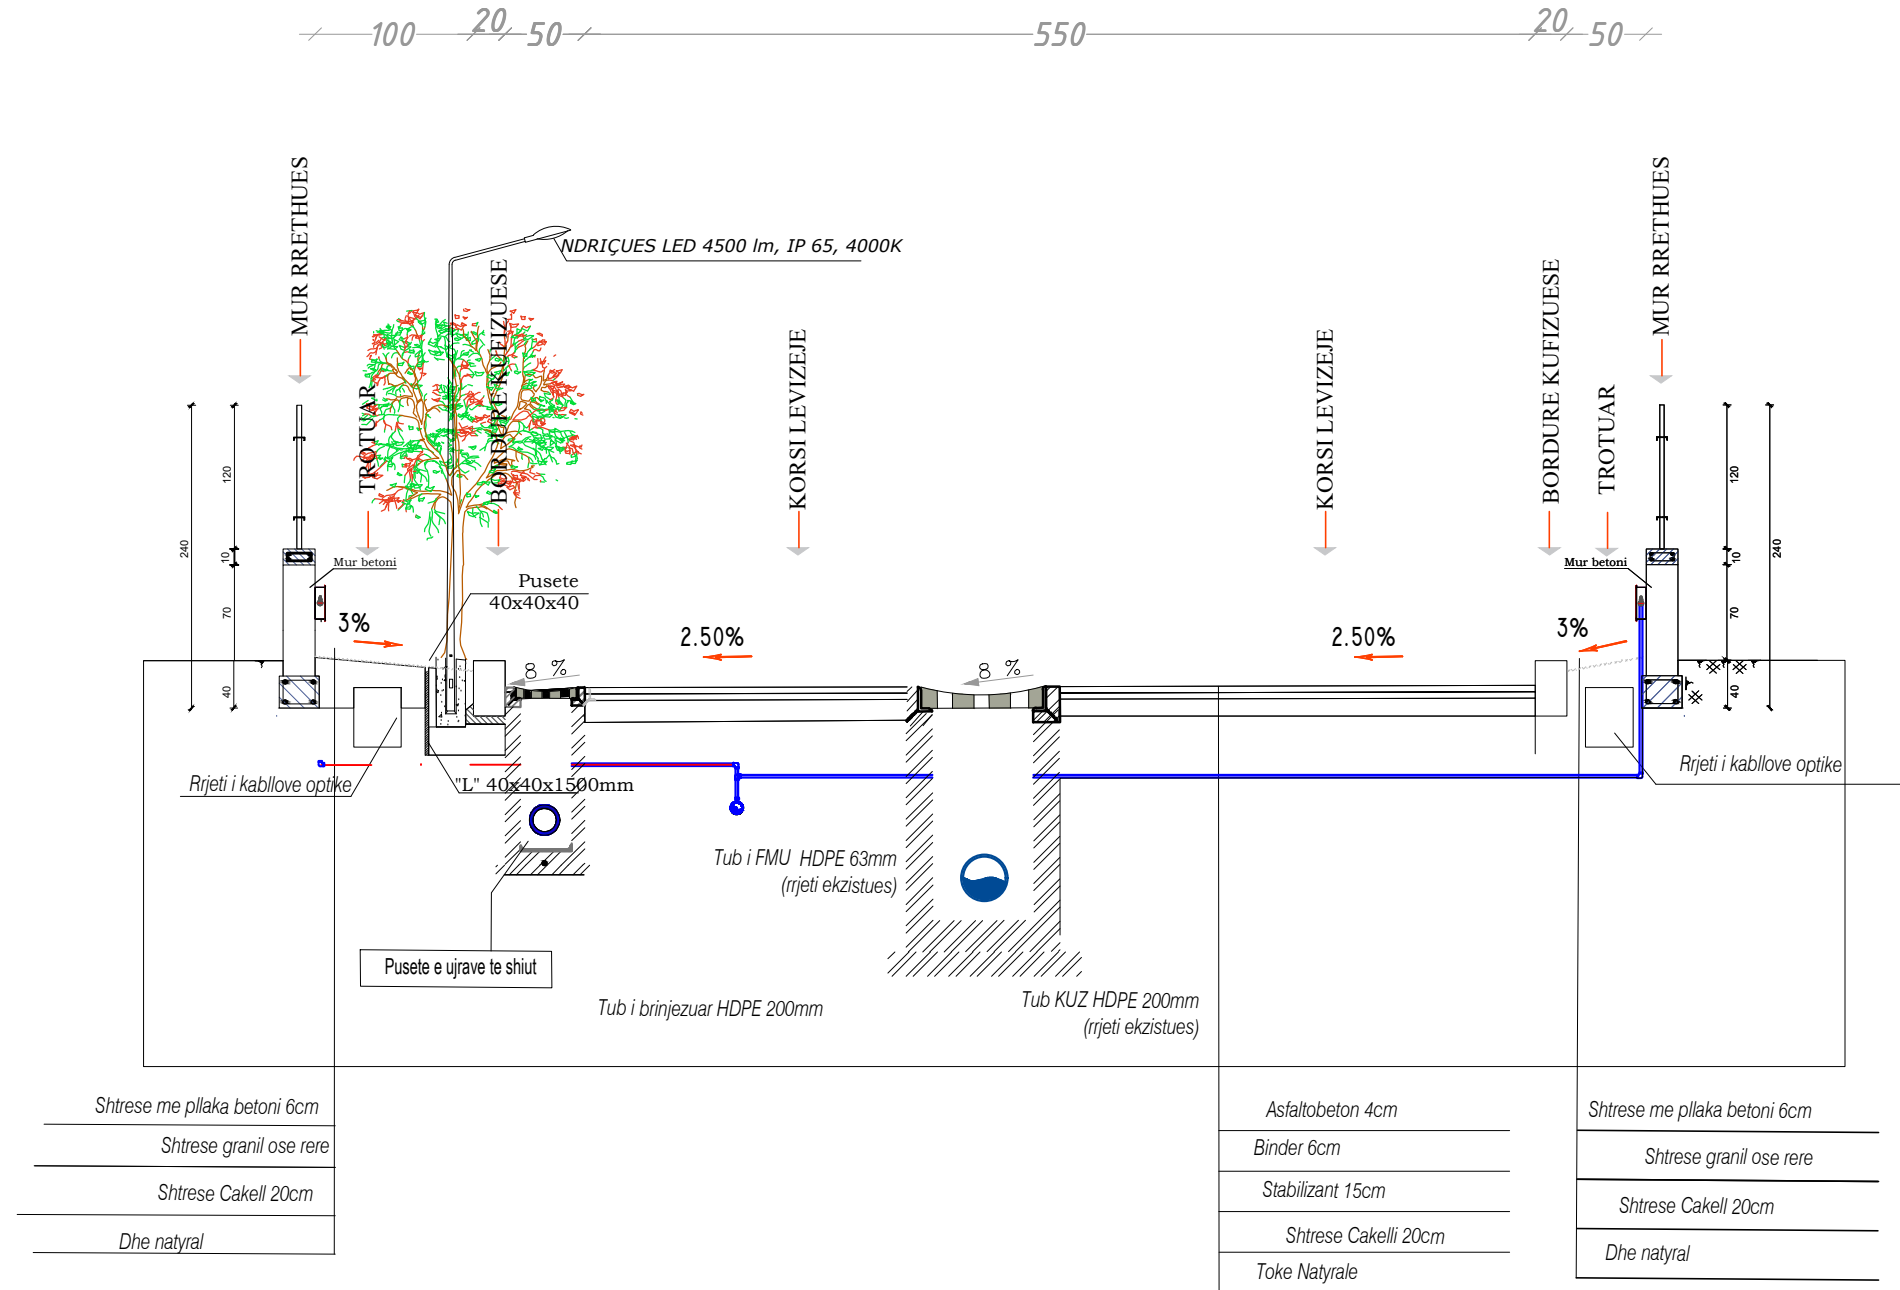 100
20
50
550
20
50
MUR RRETHUES
MUR RRETHUES
NDRIÇUES LED 4500 lm, IP 65, 4000K
TROTUAR
BORDURE KUFIZUESE
KORSI LEVIZEJE
KORSI LEVIZEJE
BORDURE KUFIZUESE
TROTUAR
240
120
10
70
40
Mur betoni
Pusete
40x40x40
Mur betoni
120
10
70
40
240
3%
2.50%
2.50%
3%
8 %
8 %
Rrjeti i kabllove optike
"L" 40x40x1500mm
Rrjeti i kabllove optike
Tub i FMU HDPE 63mm
(rrjeti ekzistues)
Pusete e ujrave te shiut
Tub i brinjezuar HDPE 200mm
Tub KUZ HDPE 200mm
(rrjeti ekzistues)
Shtrese me pllaka betoni 6cm
Shtrese granil ose rere
Shtrese Cakell 20cm
Dhe natyral
Asfaltobeton 4cm
Binder 6cm
Stabilizant 15cm
Shtrese Cakelli 20cm
Toke Natyrale
Shtrese me pllaka betoni 6cm
Shtrese granil ose rere
Shtrese Cakell 20cm
Dhe natyral